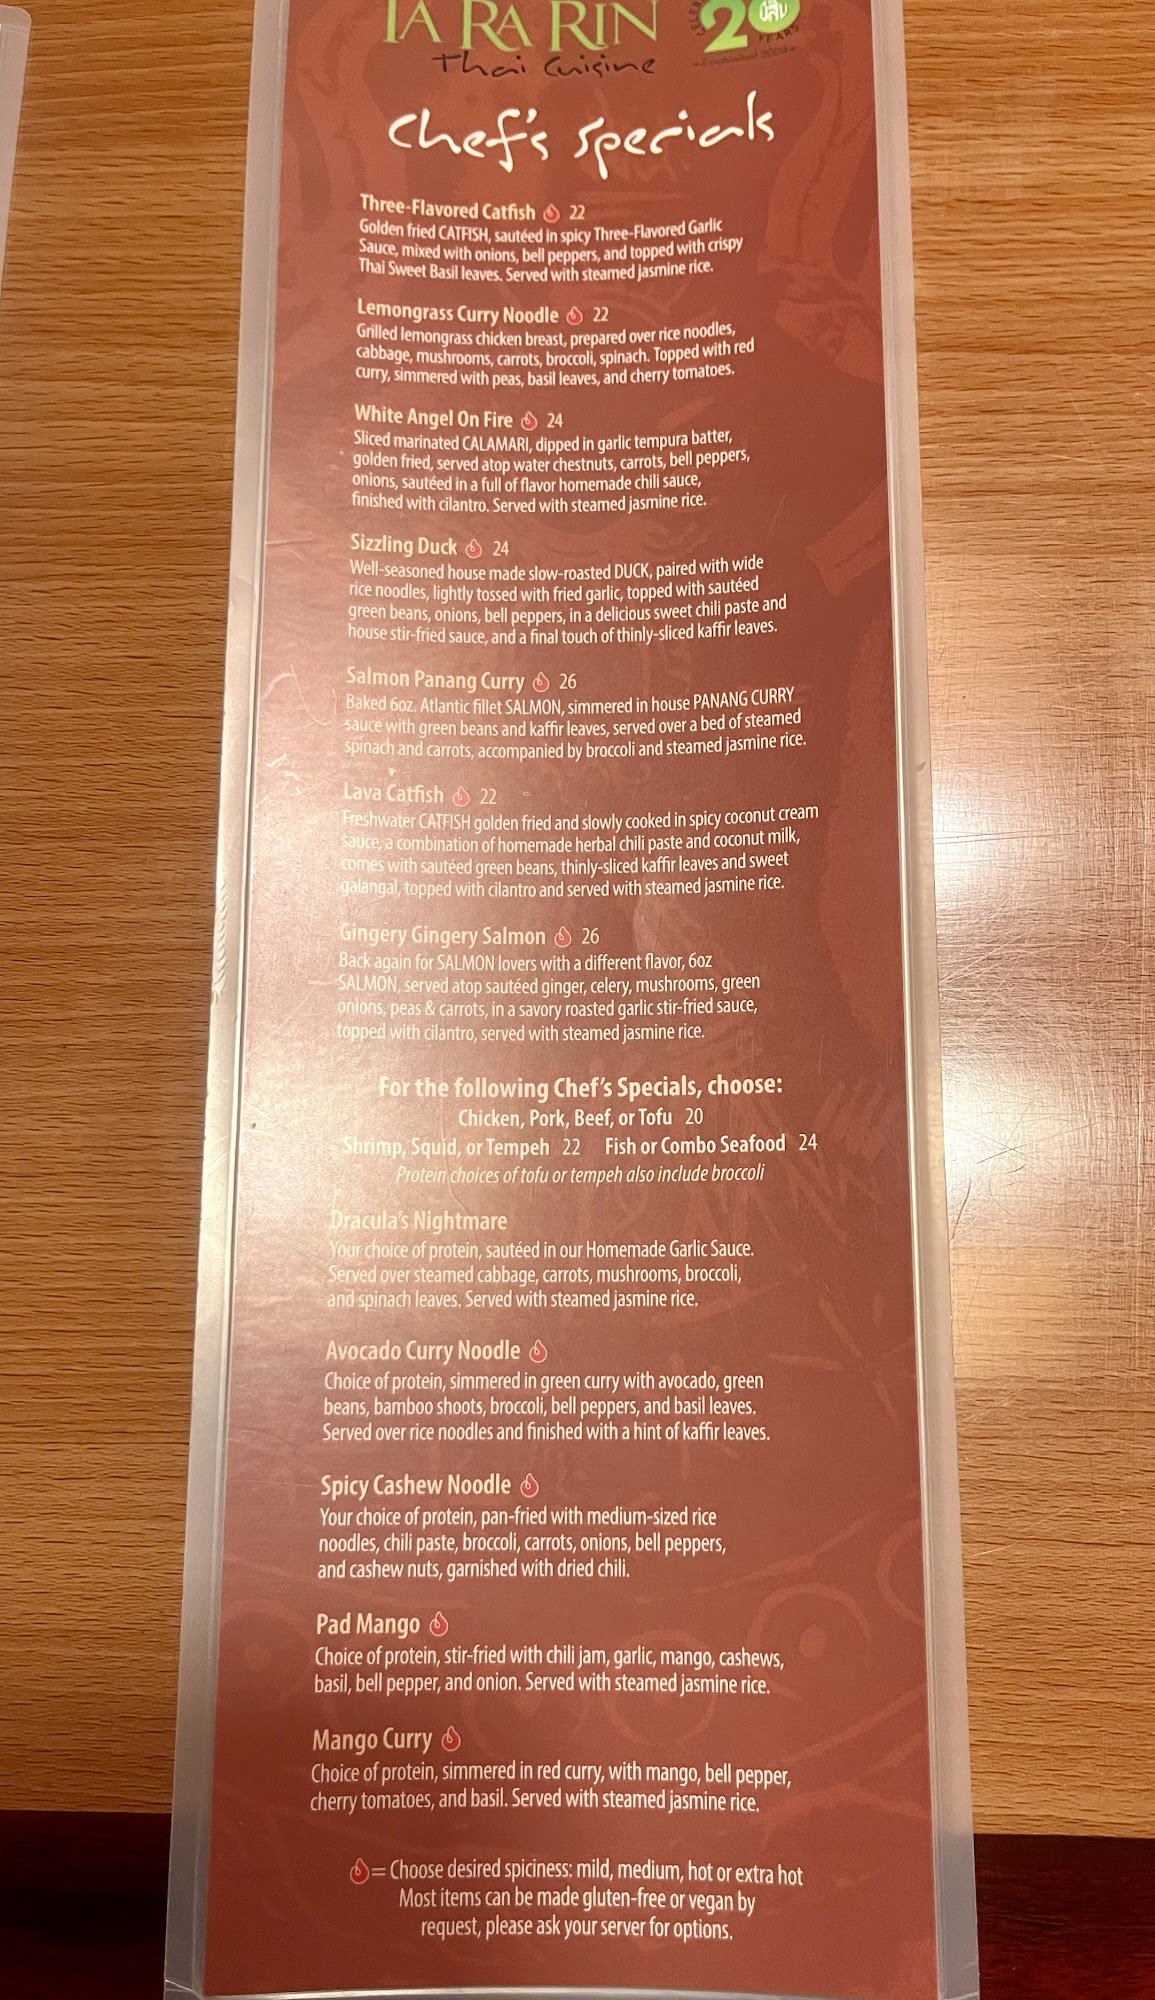 TA RA RIN
Thai Cuisine
20
YEARS
Established 2004
Chef's Specials
Three-Flavored Catfish 22
Golden fried CATFISH, sautéed in spicy Three-Flavored Garlic
Sauce, mixed with onions, bell peppers, and topped with crispy
Thai Sweet Basil leaves. Served with steamed jasmine rice.
Lemongrass Curry Noodle 22
Grilled lemongrass chicken breast, prepared over rice noodles,
cabbage, mushrooms, carrots, broccoli, spinach. Topped with red
curry, simmered with peas, basil leaves, and cherry tomatoes.
White Angel On Fire 24
Sliced marinated CALAMARI, dipped in garlic tempura batter,
golden fried, served atop water chestnuts, carrots, bell peppers,
onions, sautéed in a full of flavor homemade chili sauce,
finished with cilantro. Served with steamed jasmine rice.
Sizzling Duck 24
Well-seasoned house made slow-roasted DUCK, paired with wide
rice noodles, lightly tossed with fried garlic, topped with sautéed
green beans, onions, bell peppers, in a delicious sweet chili paste and
house stir-fried sauce, and a final touch of thinly-sliced kaffir leaves.
Salmon Panang Curry 26
Baked 6oz. Atlantic fillet SALMON, simmered in house PANANG CURRY
sauce with green beans and kaffir leaves, served over a bed of steamed
spinach and carrots, accompanied by broccoli and steamed jasmine rice.
Lava Catfish 22
Freshwater CATFISH golden fried and slowly cooked in spicy coconut cream
sauce, a combination of homemade herbal chili paste and coconut milk,
comes with sautéed green beans, thinly-sliced kaffir leaves and sweet
galangal, topped with cilantro and served with steamed jasmine rice.
Gingery Gingery Salmon 26
Back again for SALMON lovers with a different flavor, 6oz
SALMON, served atop sautéed ginger, celery, mushrooms, green
onions, peas & carrots, in a savory roasted garlic stir-fried sauce,
topped with cilantro, served with steamed jasmine rice.
For the following Chef's Specials, choose:
Chicken, Pork, Beef, or Tofu 20
Shrimp, Squid, or Tempeh 22 Fish or Combo Seafood 24
Protein choices of tofu or tempeh also include broccoli
Dracula's Nightmare
Your choice of protein, sautéed in our Homemade Garlic Sauce.
Served over steamed cabbage, carrots, mushrooms, broccoli,
and spinach leaves. Served with steamed jasmine rice.
Avocado Curry Noodle
Choice of protein, simmered in green curry with avocado, green
beans, bamboo shoots, broccoli, bell peppers, and basil leaves.
Served over rice noodles and finished with a hint of kaffir leaves.
Spicy Cashew Noodle
Your choice of protein, pan-fried with medium-sized rice
noodles, chili paste, broccoli, carrots, onions, bell peppers,
and cashew nuts, garnished with dried chili.
Pad Mango
Choice of protein, stir-fried with chili jam, garlic, mango, cashews,
basil, bell pepper, and onion. Served with steamed jasmine rice.
Mango Curry
Choice of protein, simmered in red curry, with mango, bell pepper,
cherry tomatoes, and basil. Served with steamed jasmine rice.
= Choose desired spiciness: mild, medium, hot or extra hot
Most items can be made gluten-free or vegan by
request, please ask your server for options.